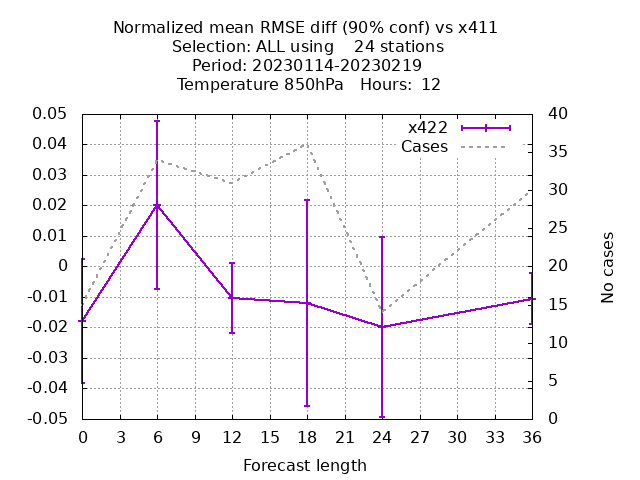 Normalized mean RMSE diff (90% conf) vs x411
Selection: ALL using 24 stations
Period: 20230114-20230219
Temperature 850hPa Hours: 12
x422
Cases
0.05
0.04
0.03
0.02
0.01
0
-0.01
-0.02
-0.03
-0.04
-0.05
40
35
30
25
20
15
10
5
0
No cases
0 3 6 9 12 15 18 21 24 27 30 33 36
Forecast length